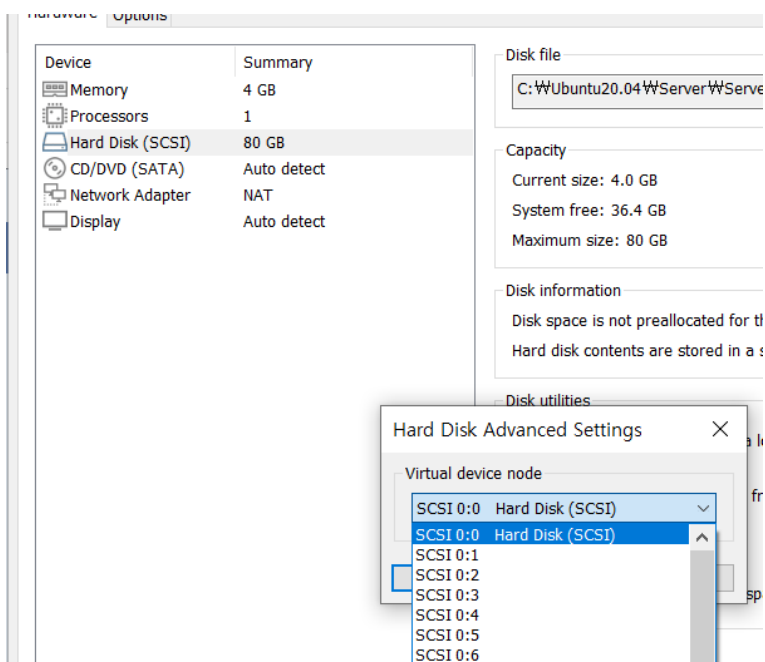 Hardware Options
Device Summary
Memory 4 GB
Processors 1
Hard Disk (SCSI) 80 GB
CD/DVD (SATA) Auto detect
Network Adapter NAT
Display Auto detect
Disk file
C:₩Ubuntu20.04₩Server₩Serve
Capacity
Current size: 4.0 GB
System free: 36.4 GB
Maximum size: 80 GB
Disk information
Disk space is not preallocated for th
Hard disk contents are stored in a s
Disk utilities
Hard Disk Advanced Settings
Virtual device node
SCSI 0:0 Hard Disk (SCSI)
SCSI 0:0 Hard Disk (SCSI)
SCSI 0:1
SCSI 0:2
SCSI 0:3
SCSI 0:4
SCSI 0:5
SCSI 0:6